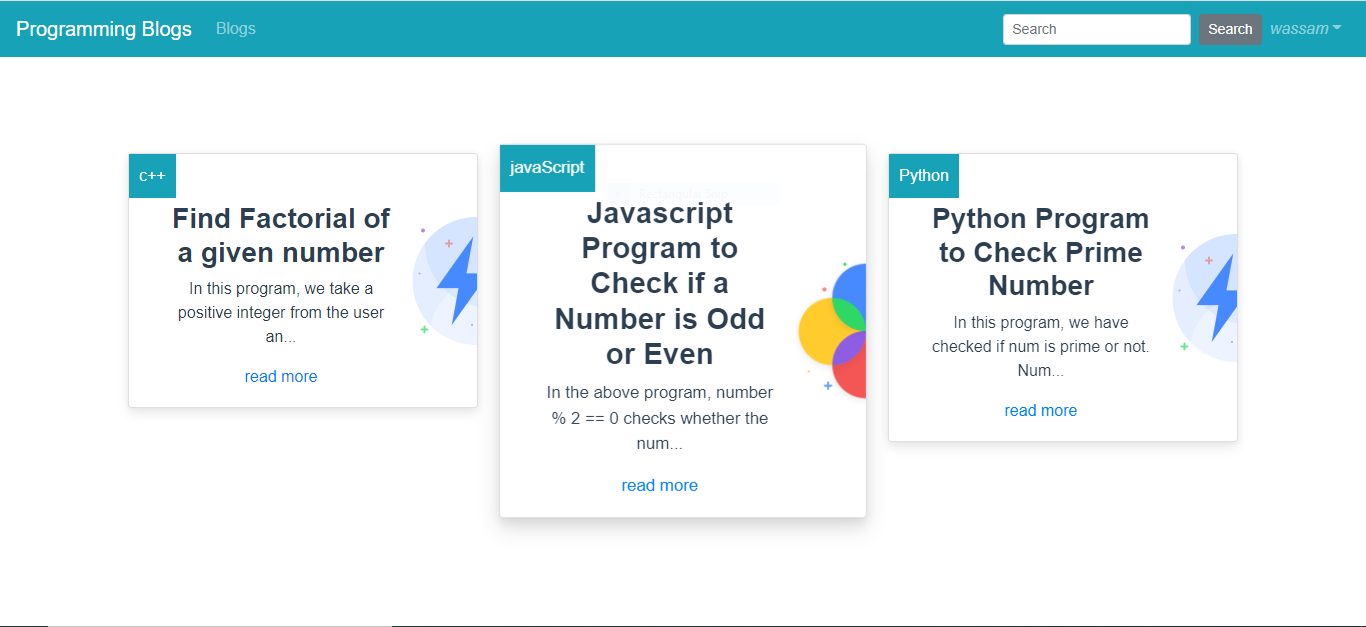 Programming Blogs Blogs Search Search wassam
c++
Find Factorial of
a given number
In this program, we take a
positive integer from the user
an...
read more
javaScript
Javascript
Program to
Check if a
Number is Odd
or Even
In the above program, number
% 2 == 0 checks whether the
num...
read more
Python
Python Program
to Check Prime
Number
In this program, we have
checked if num is prime or not.
Num...
read more